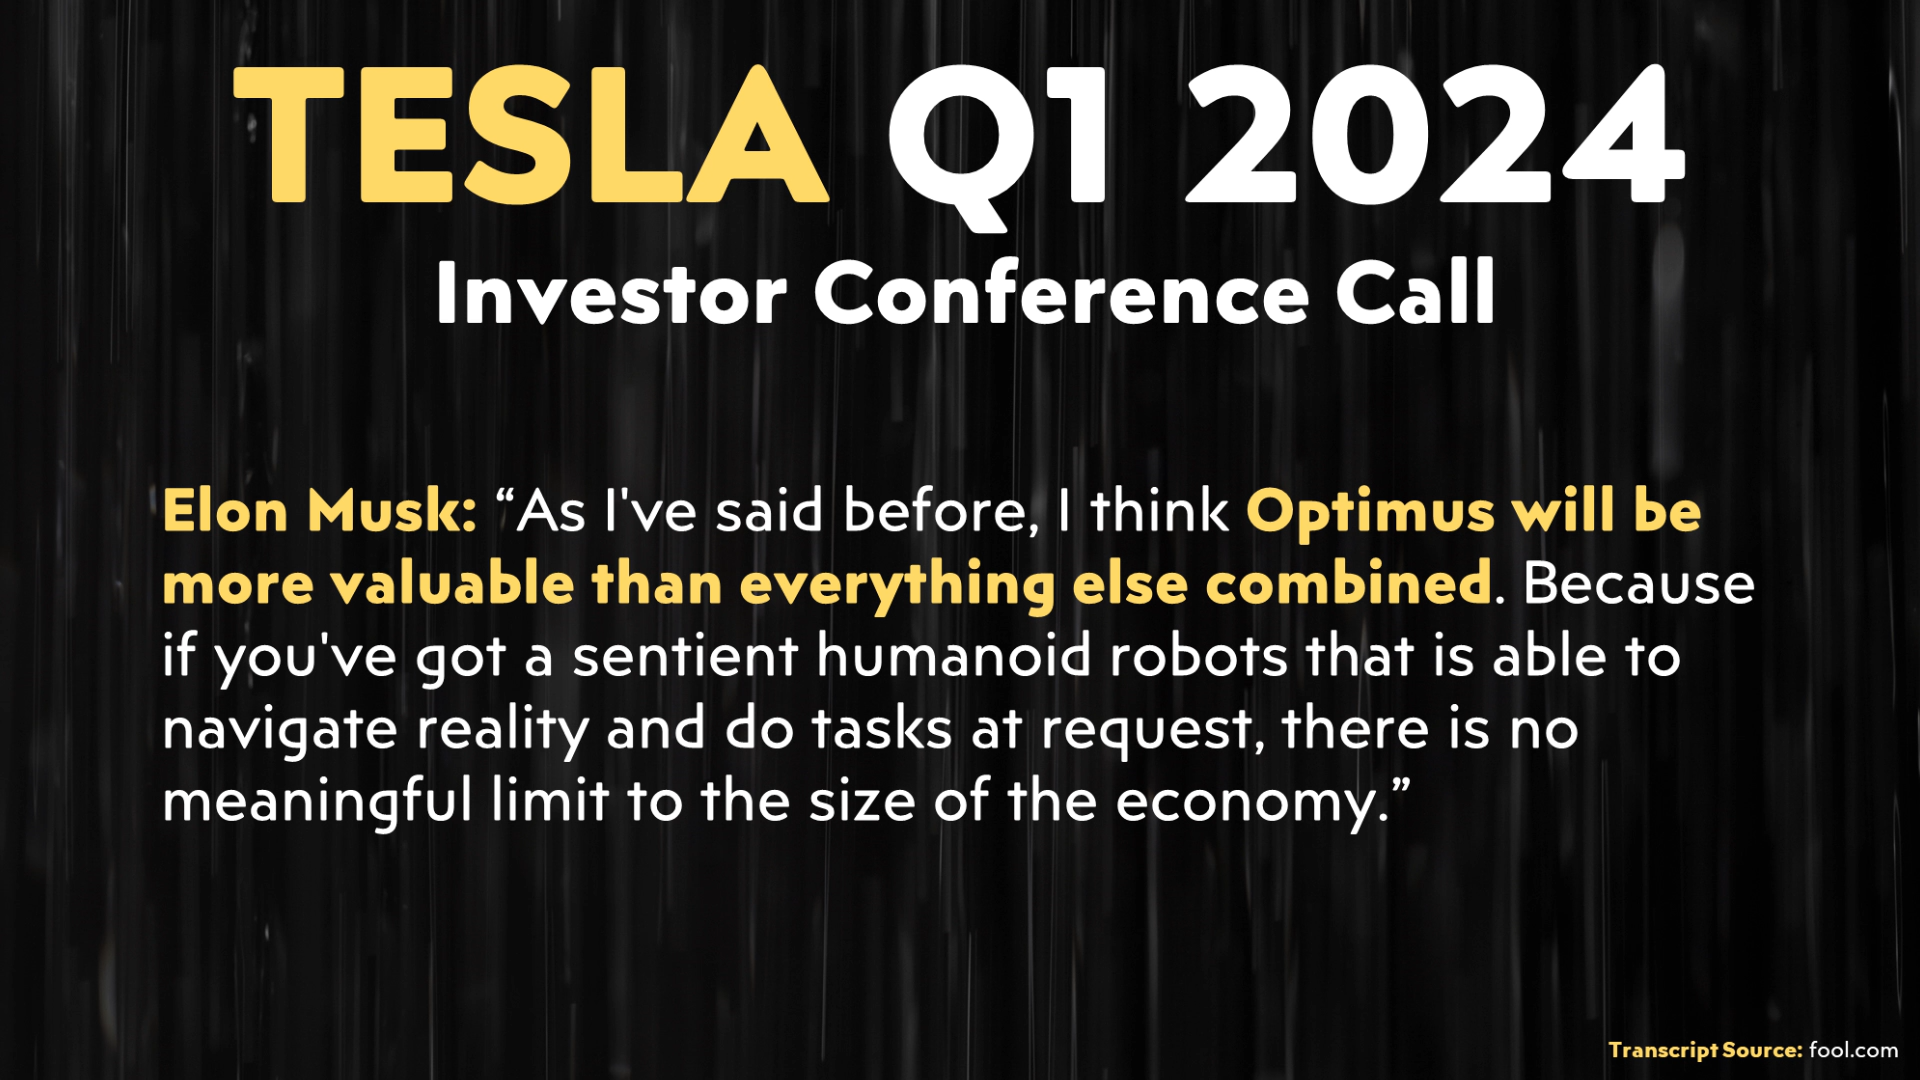 TESLA Q1 2024
Investor Conference Call
Elon Musk: “As I've said before, I think Optimus will be
more valuable than everything else combined. Because
if you've got a sentient humanoid robots that is able to
navigate reality and do tasks at request, there is no
meaningful limit to the size of the economy.”
Transcript Source: fool.com